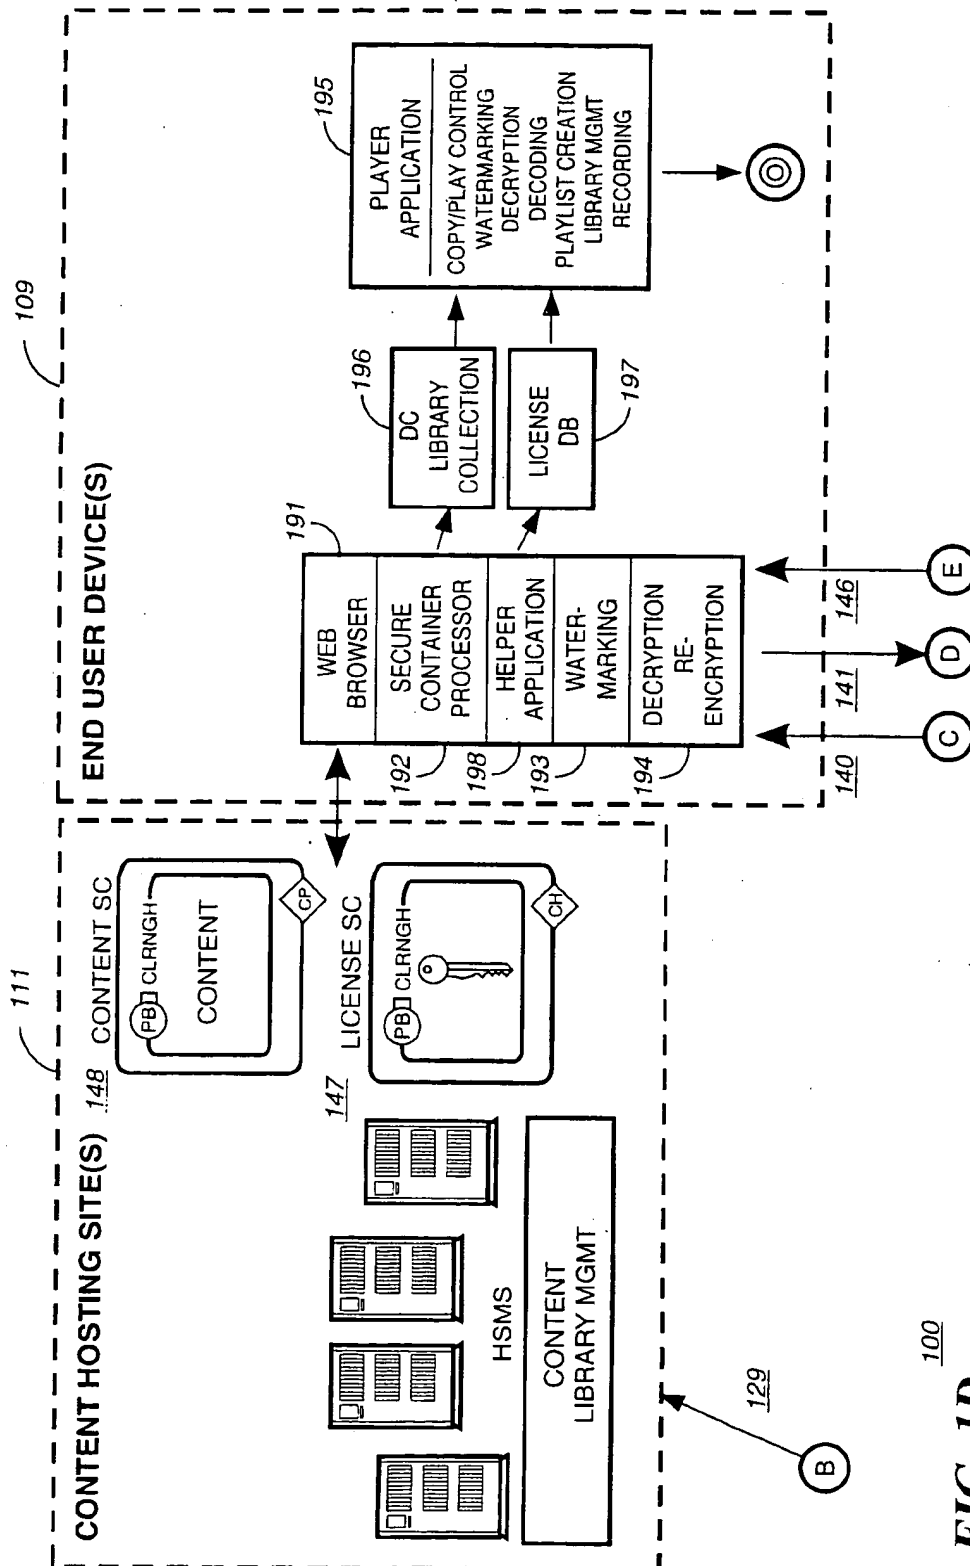 111
109
CONTENT HOSTING SITE(S)
148
CONTENT SC
PB
CLRNGH
CONTENT
CP
147
LICENSE SC
PB
CLRNGH
CH
HSMS
CONTENT
LIBRARY MGMT
END USER DEVICE(S)
191
WEB
BROWSER
192
SECURE
CONTAINER
PROCESSOR
198
HELPER
APPLICATION
193
WATER-
MARKING
194
DECRYPTION
RE-
ENCRYPTION
196
DC
LIBRARY
COLLECTION
LICENSE
DB
197
195
PLAYER
APPLICATION
COPY/PLAY CONTROL
WATERMARKING
DECRYPTION
DECODING
PLAYLIST CREATION
LIBRARY MGMT
RECORDING
129
B
140
C
141
D
146
E
100
FIG. 1D